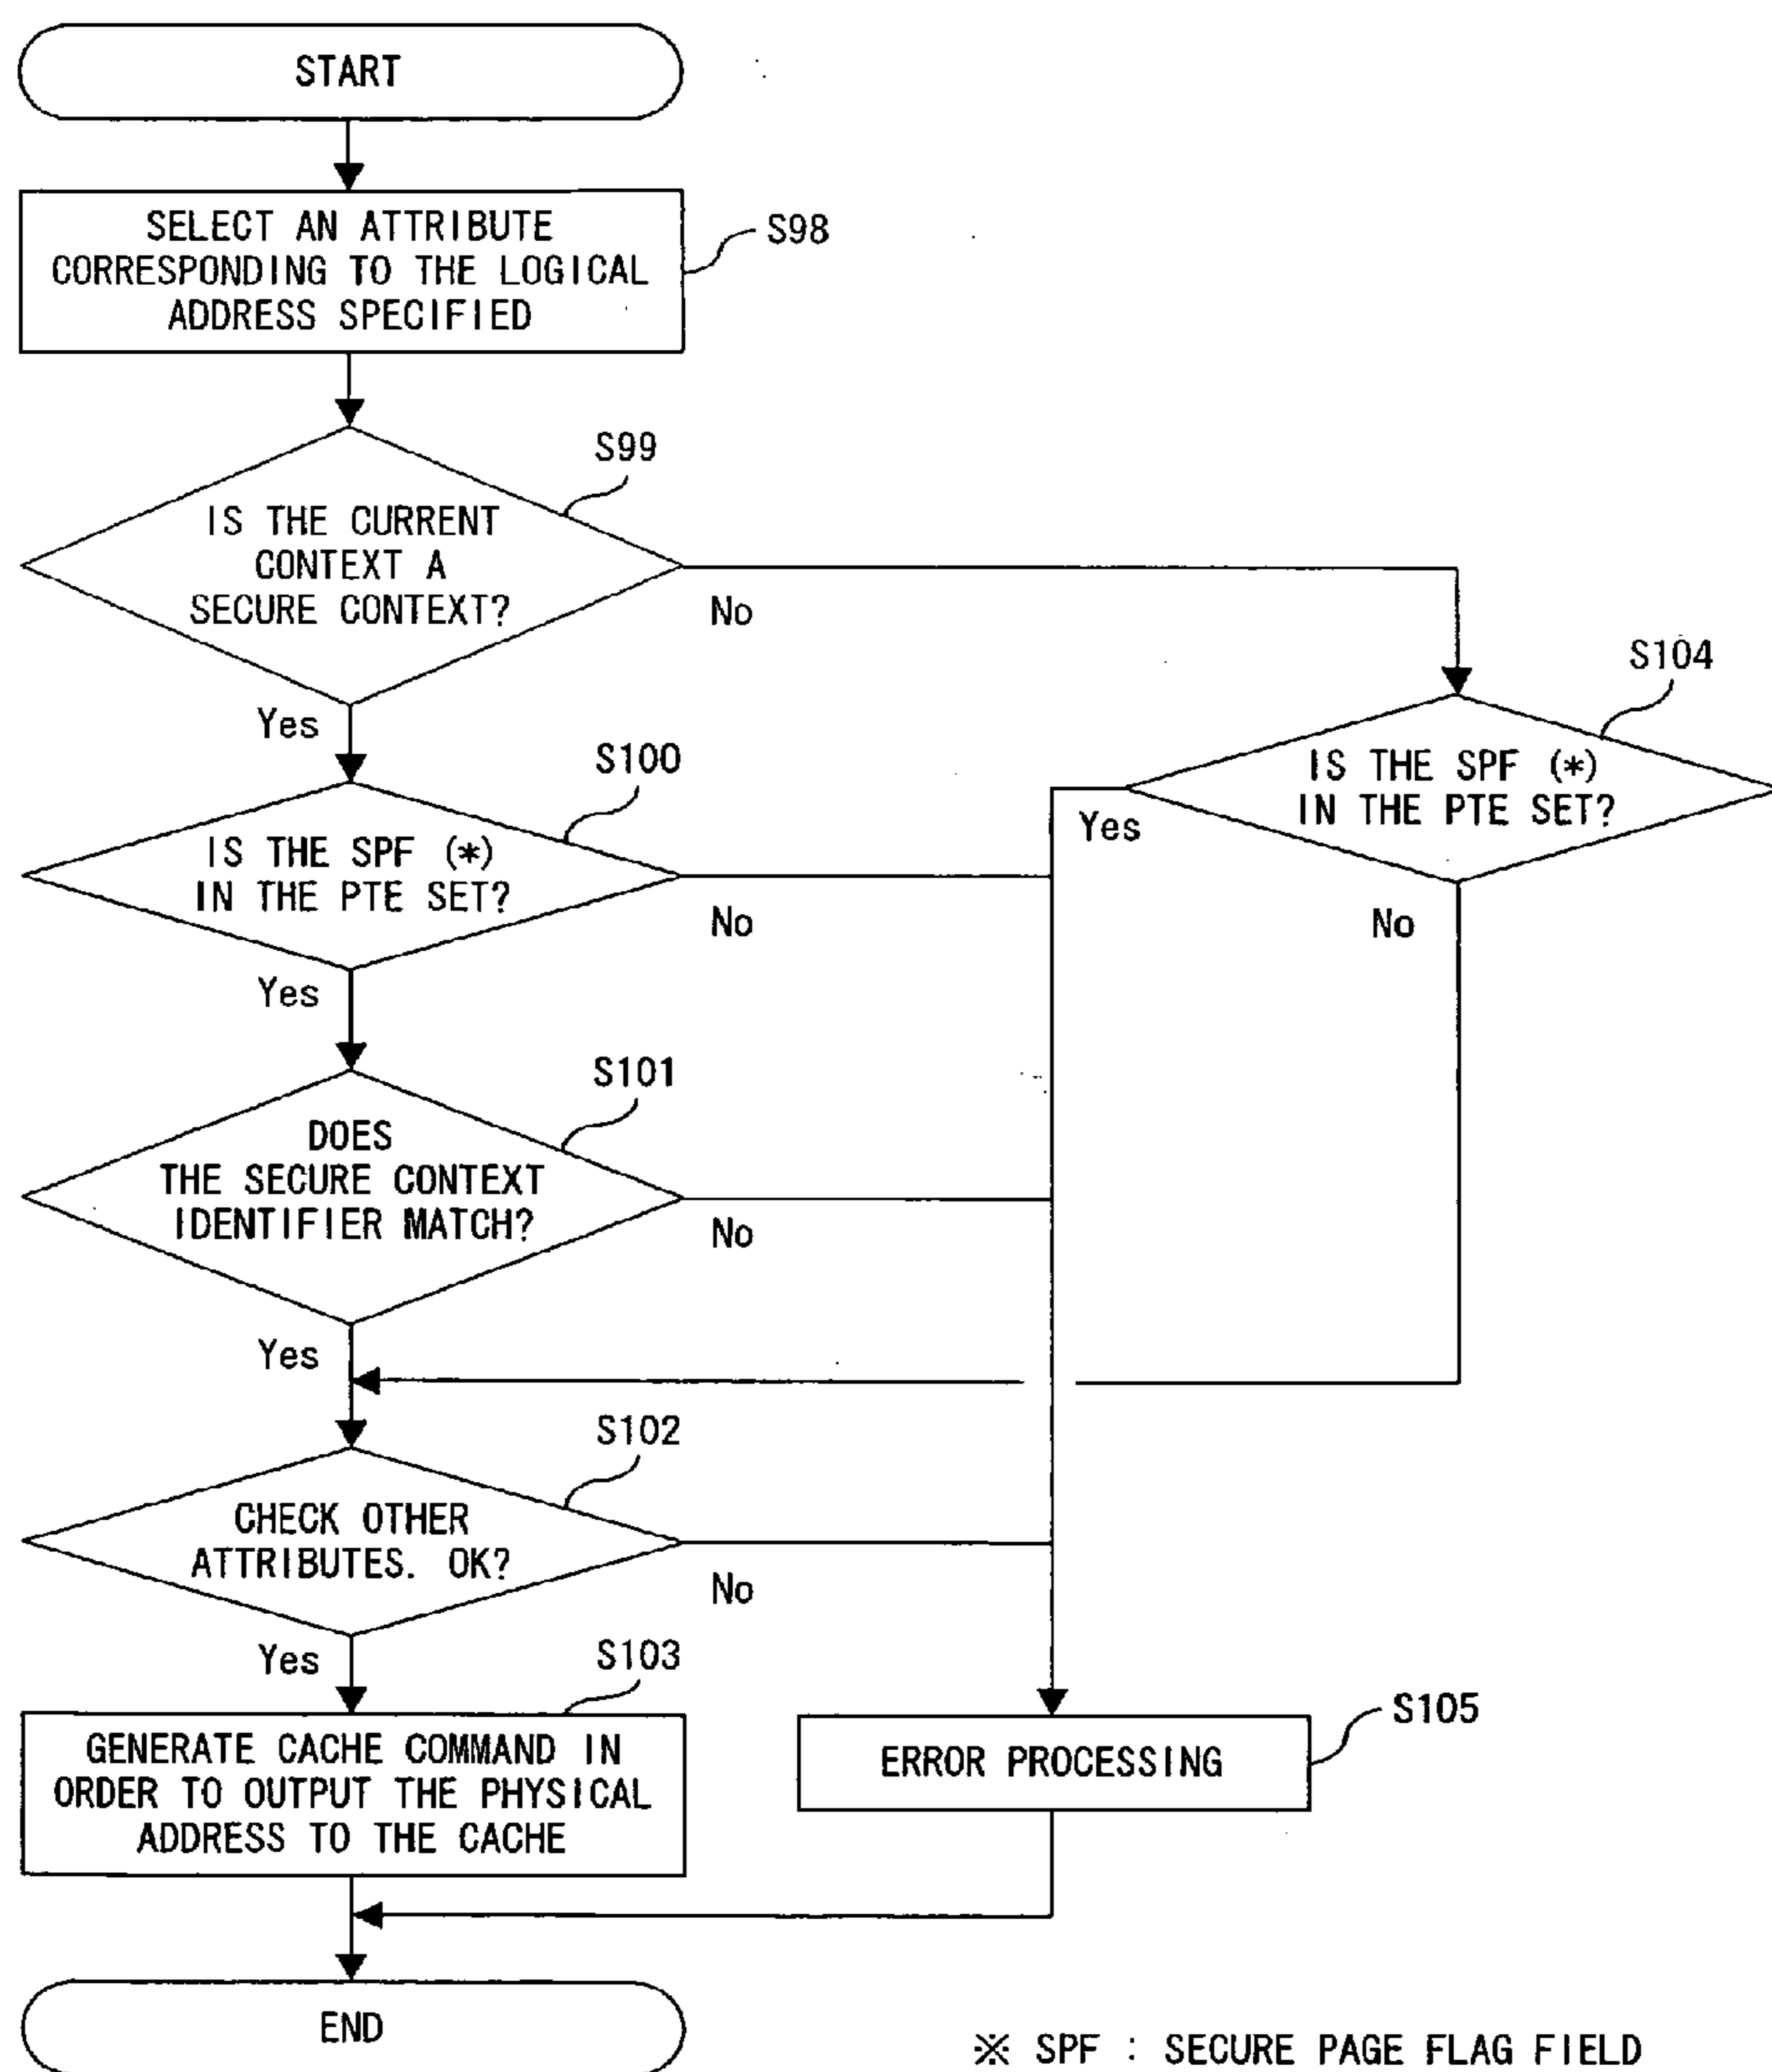 START
SELECT AN ATTRIBUTE
CORRESPONDING TO THE LOGICAL
ADDRESS SPECIFIED
S98
S99
IS THE CURRENT
CONTEXT A
SECURE CONTEXT?
No
Yes
S104
IS THE SPF (*)
IN THE PTE SET?
Yes
No
S100
IS THE SPF (*)
IN THE PTE SET?
No
Yes
S101
DOES
THE SECURE CONTEXT
IDENTIFIER MATCH?
No
Yes
S102
CHECK OTHER
ATTRIBUTES. OK?
No
Yes
S103
GENERATE CACHE COMMAND IN
ORDER TO OUTPUT THE PHYSICAL
ADDRESS TO THE CACHE
S105
ERROR PROCESSING
END
※ SPF : SECURE PAGE FLAG FIELD